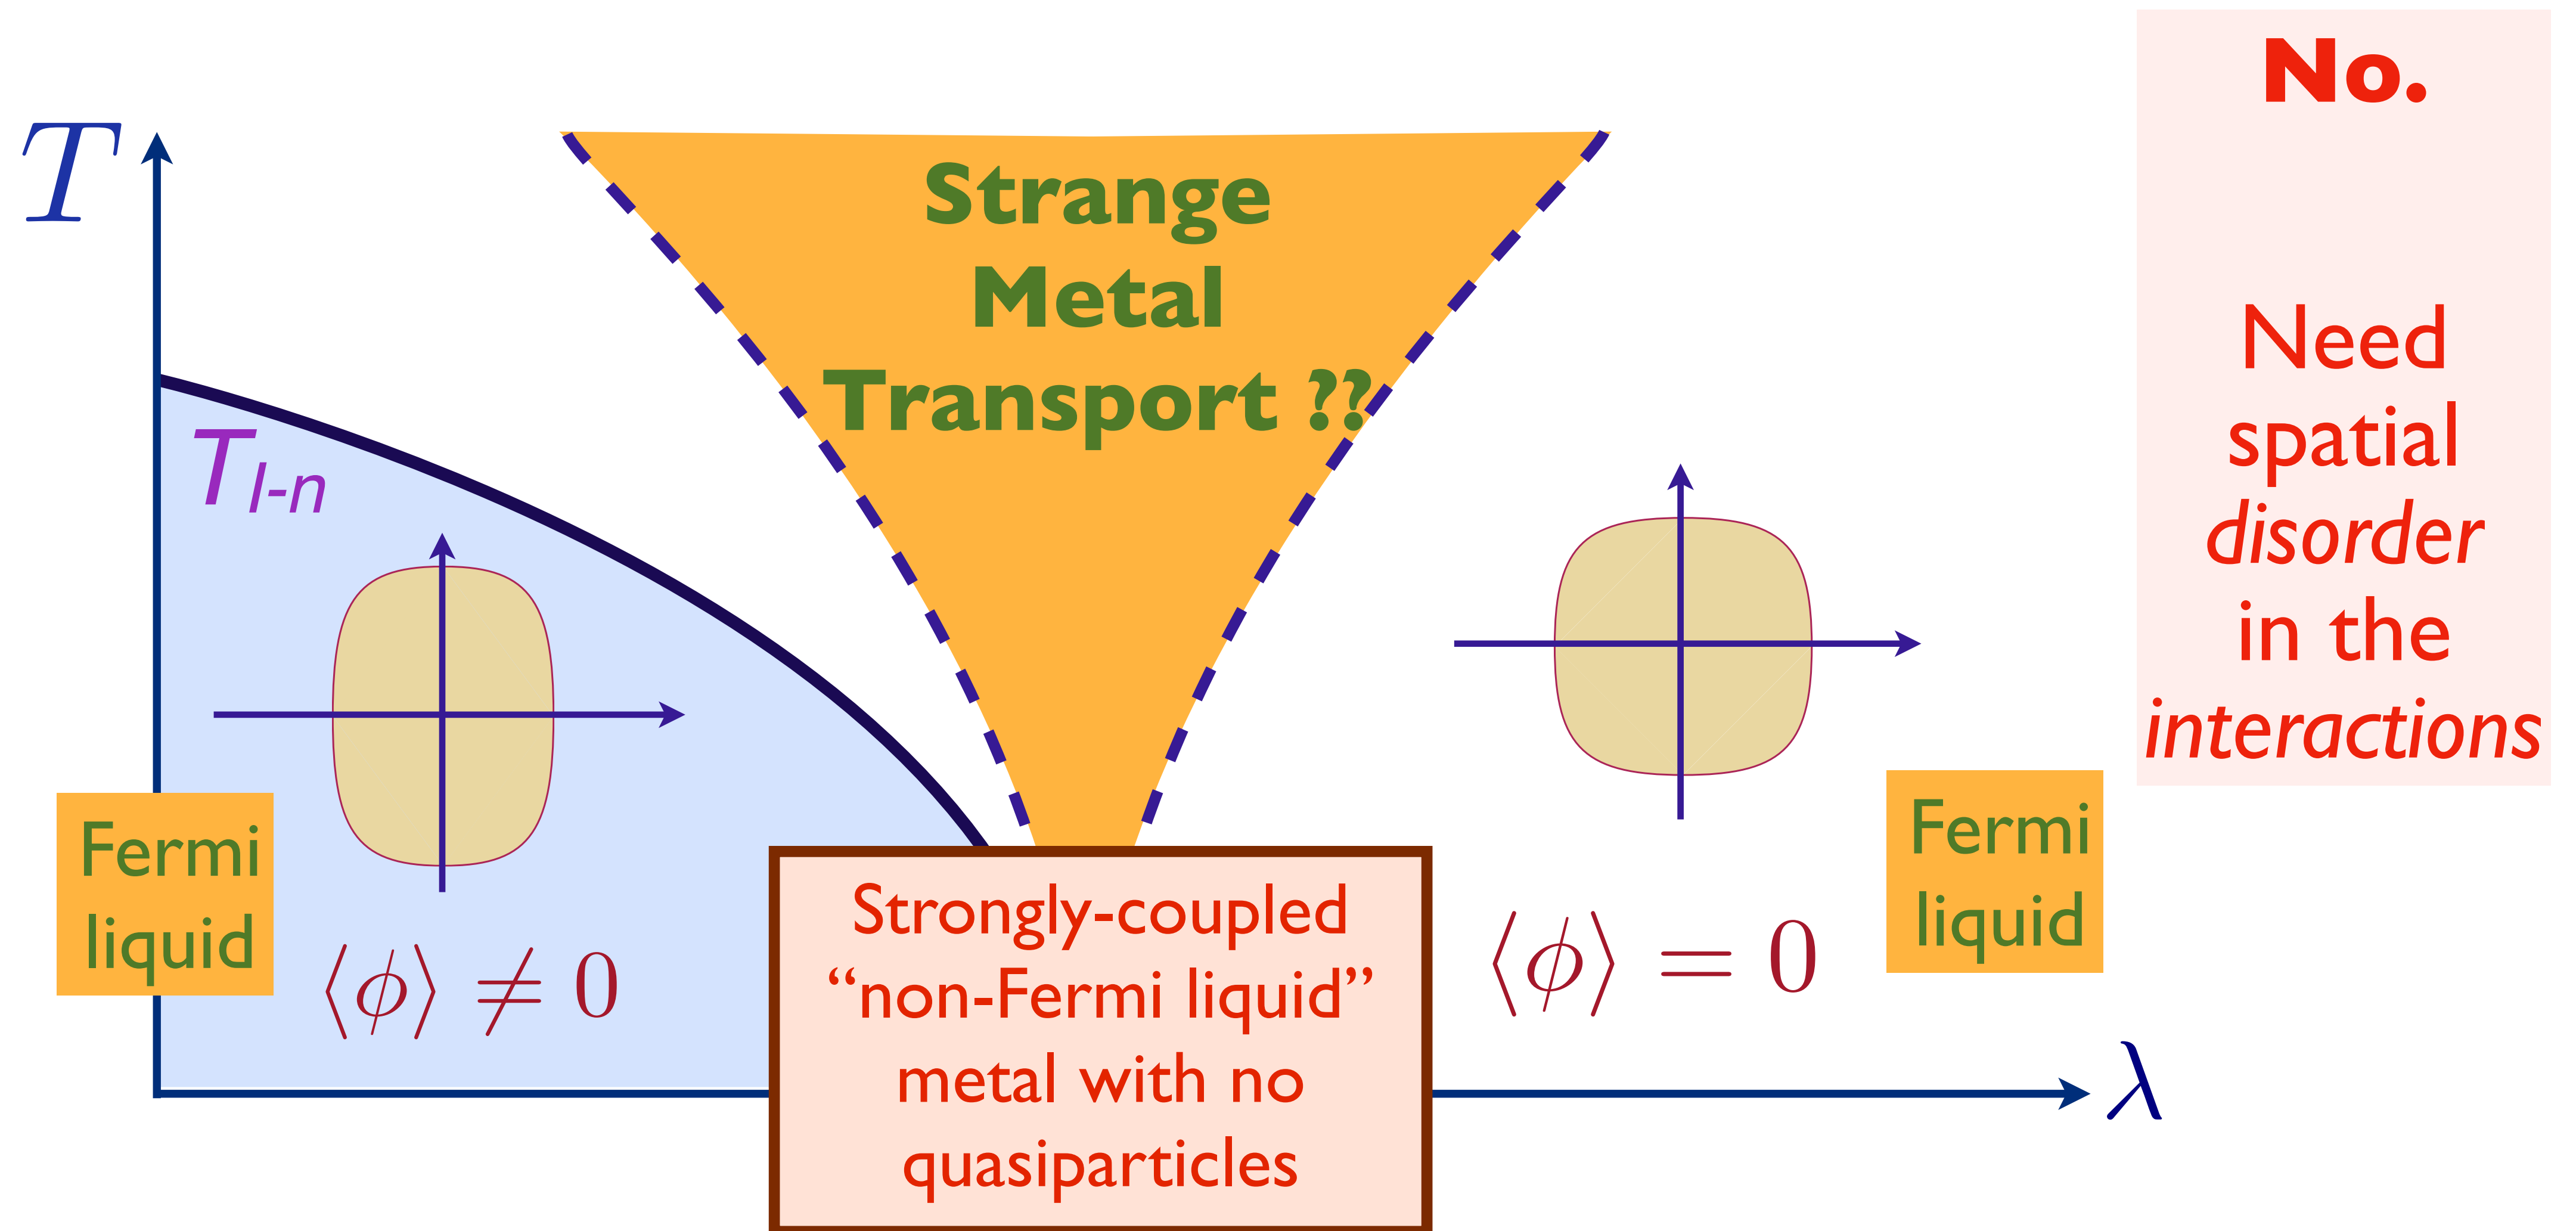 T
Strange
Metal
Transport ??
T_{I-n}
Fermi
liquid
⟨ϕ⟩ ≠ 0
Strongly-coupled
“non-Fermi liquid”
metal with no
quasiparticles
⟨ϕ⟩ = 0
Fermi
liquid
λ
No.
Need
spatial
disorder
in the
interactions